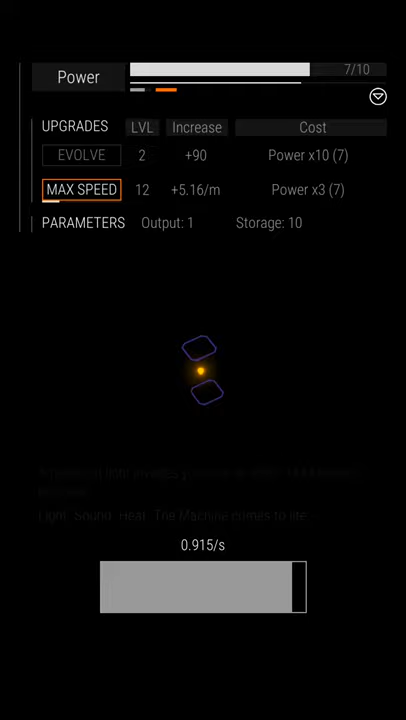 Power 7/10
UPGRADES LVL Increase Cost
EVOLVE 2 +90 Power x10 (7)
MAX SPEED 12 +5.16/m Power x3 (7)
PARAMETERS Output: 1 Storage: 10
Light. Sound. Heat. The Machine comes to life.
0.915/s